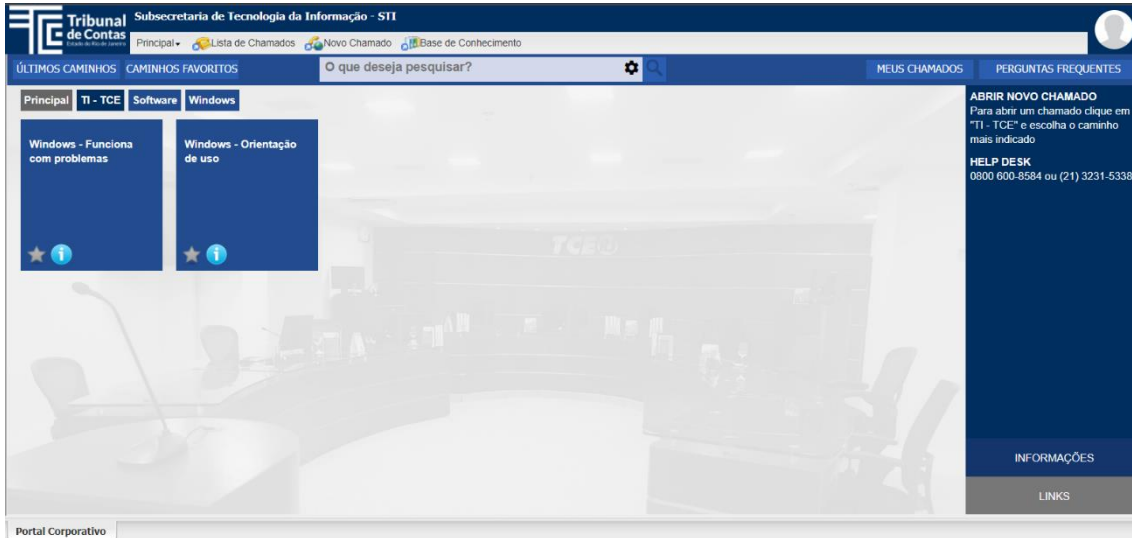 Tribunal
de Contas
Estado do Rio de Janeiro
Subsecretaria de Tecnologia da Informação - STI
Principal
Lista de Chamados
Novo Chamado
Base de Conhecimento
ÚLTIMOS CAMINHOS
CAMINHOS FAVORITOS
O que deseja pesquisar?
MEUS CHAMADOS
PERGUNTAS FREQUENTES
Principal
TI - TCE
Software
Windows
Windows - Funciona
com problemas
Windows - Orientação
de uso
TCERJ
ABRIR NOVO CHAMADO
Para abrir um chamado clique em
"TI - TCE" e escolha o caminho
mais indicado
HELP DESK
0800 600-8584 ou (21) 3231-5338
INFORMAÇÕES
LINKS
Portal Corporativo